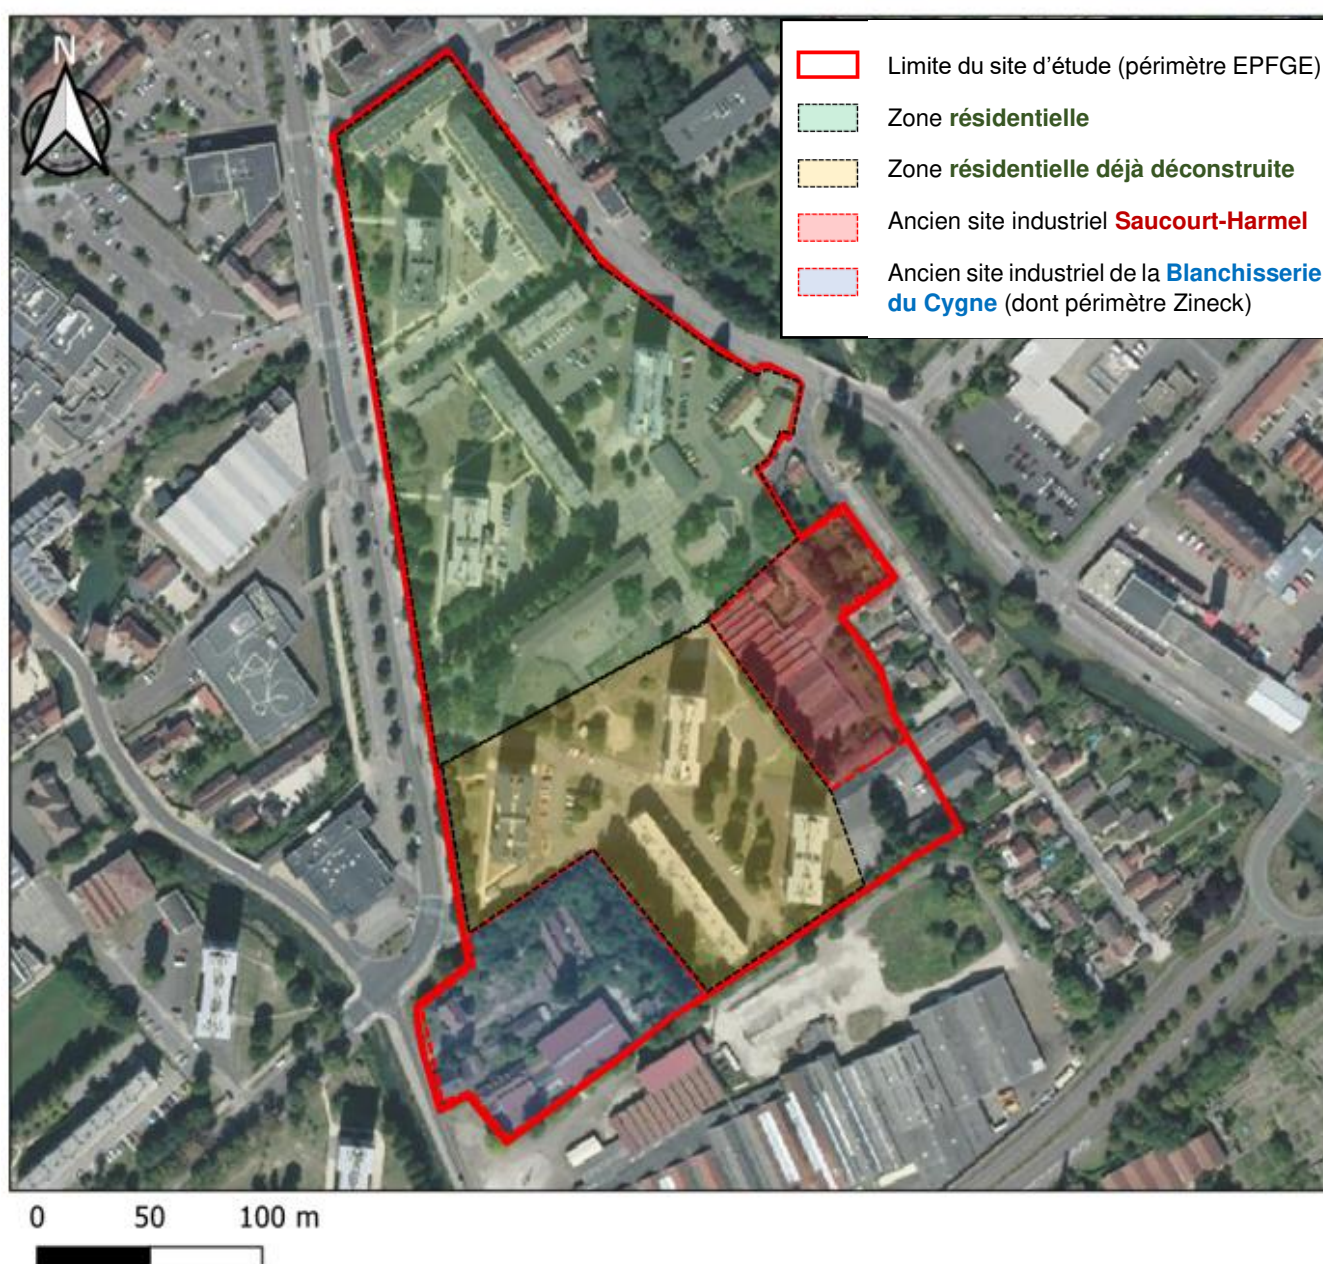 N
Limite du site d'étude (périmètre EPFGE)
Zone résidentielle
Zone résidentielle déjà déconstruite
Ancien site industriel Saucourt-Harmel
Ancien site industriel de la Blanchisserie
du Cygne (dont périmètre Zineck)
0 50 100 m